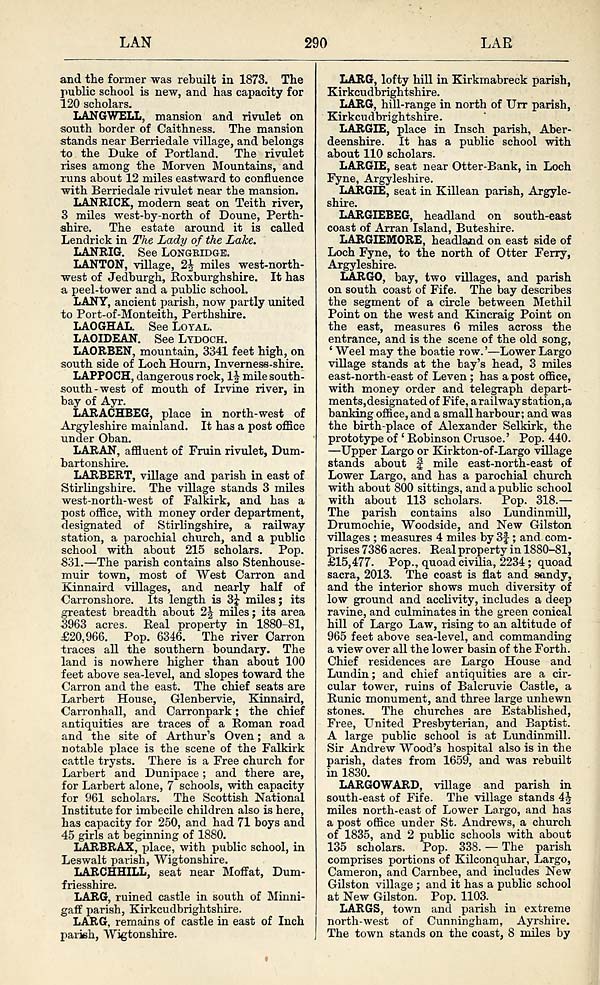 LAN 290 LAR
and the former was rebuilt in 1873. The
public school is new, and has capacity for
120 scholars.
LANGWELL, mansion and rivulet on
south border of Caithness. The mansion
stands near Berriedale village, and belongs
to the Duke of Portland. The rivulet
rises among the Morven Mountains, and
runs about 12 miles eastward to confluence
with Berriedale rivulet near the mansion.
LANRICK, modern seat on Teith river,
3 miles west-by-north of Doune, Perth-
shire. The estate around it is called
Lendrick in The Lady of the Lake.
LANRIG. See LONGRIDGE.
LANTON, village, 2½ miles west-north-
west of Jedburgh, Roxburghshire. It has
a peel-tower and a public school.
LANY, ancient parish, now partly united
to Port-of-Monteith, Perthshire.
LAOGHAL. See LOYAL.
LAOIDEAN. See LYDOCH.
LAORBEN, mountain, 3341 feet high, on
south side of Loch Hourn, Inverness-shire.
LAPPOCH, dangerous rock, 1½ mile south-
south-west of mouth of Irvine river, in
bay of Ayr.
LARACHBEG, place in north-west of
Argyleshire mainland. It has a post office
under Oban.
LARAN, affluent of Fruin rivulet, Dum-
bartonshire.
LARBERT, village and parish in east of
Stirlingshire. The village stands 3 miles
west-north-west of Falkirk, and has a
post office, with money order department,
designated of Stirlingshire, a railway
station, a parochial church, and a public
school with about 215 scholars. Pop.
831.—The parish contains also Stenhouse-
muir town, most of West Carron and
Kinnaird villages, and nearly half of
Carronshore. Its length is 3¼ miles; its
greatest breadth about 2½ miles; its area
3963 acres. Real property in 1880-81,
£20,966. Pop. 6346. The river Carron
traces all the southern boundary. The
land is nowhere higher than about 100
feet above sea-level, and slopes toward the
Carron and the east. The chief seats are
Larbert House, Glenbervie, Kinnaird,
Carronhall, and Carronpark; the chief
antiquities are traces of a Roman road
and the site of Arthur's Oven; and a
notable place is the scene of the Falkirk
cattle trysts. There is a Free church for
Larbert and Dunipace; and there are,
for Larbert alone, 7 schools, with capacity
for 961 scholars. The Scottish National
Institute for imbecile children also is here,
has capacity for 250, and had 71 boys and
45 girls at beginning of 1880.
LARBRAX, place, with public school, in
Leswalt parish, Wigtonshire.
LARCHHILL, seat near Moffat, Dum-
friesshire.
LARG, ruined castle in south of Minni-
gaff parish, Kirkcudbrightshire.
LARG, remains of castle in east of Inch
parish, Wigtonshire.
LARG, lofty hill in Kirkmabreck parish,
Kirkcudbrightshire.
LARG, hill-range in north of Urr parish,
Kirkcudbrightshire.
LARGIE, place in Insch parish, Aber-
deenshire. It has a public school with
about 110 scholars.
LARGIE, seat near Otter-Bank, in Loch
Fyne, Argyleshire.
LARGIE, seat in Killean parish, Argyle-
shire.
LARGIEBEG, headland on south-east
coast of Arran Island, Buteshire.
LARGIEMORE, headland on east side of
Loch Fyne, to the north of Otter Ferry,
Argyleshire.
LARGO, bay, two villages, and parish
on south coast of Fife. The bay describes
the segment of a circle between Methil
Point on the west and Kincraig Point on
the east, measures 6 miles across the
entrance, and is the scene of the old song,
'Weel may the boatie row.'—Lower Largo
village stands at the bay's head, 3 miles
east-north-east of Leven; has a post office,
with money order and telegraph depart-
ments, designated of Fife, a railway station, a
banking office, and a small harbour; and was
the birth-place of Alexander Selkirk, the
prototype of 'Robinson Crusoe.' Pop. 440.
—Upper Largo or Kirkton-of-Largo village
stands about ¾ mile east-north-east of
Lower Largo, and has a parochial church
with about 800 sittings, and a public school
with about 113 scholars. Pop. 318.—
The parish contains also Lundinmill,
Drumochie, Woodside, and New Gilston
villages; measures 4 miles by 3¾; and com-
prises 7386 acres. Real property in 1880-81,
£15,477. Pop., quoad civilia, 2234; quoad
sacra, 2013. The coast is flat and sandy,
and the interior shows much diversity of
low ground and acclivity, includes a deep
ravine, and culminates in the green conical
hill of Largo Law, rising to an altitude of
965 feet above sea-level, and commanding
a view over all the lower basin of the Forth.
Chief residences are Largo House and
Lundin; and chief antiquities are a cir-
cular tower, ruins of Balcruvie Castle, a
Runic monument, and three large unhewn
stones. The churches are Established,
Free, United Presbyterian, and Baptist.
A large public school is at Lundinmill.
Sir Andrew Wood's hospital also is in the
parish, dates from 1659, and was rebuilt
in 1830.
LARGOWARD, village and parish in
south-east of Fife. The village stands 4½
miles north-east of Lower Largo, and has
a post office under St. Andrews, a church
of 1835, and 2 public schools with about
135 scholars. Pop. 338.—The parish
comprises portions of Kilconquhar, Largo,
Cameron, and Carnbee, and includes New
Gilston village; and it has a public school
at New Gilston. Pop. 1103.
LARGS, town and parish in extreme
north-west of Cunningham, Ayrshire.
The town stands on the coast, 8 miles by